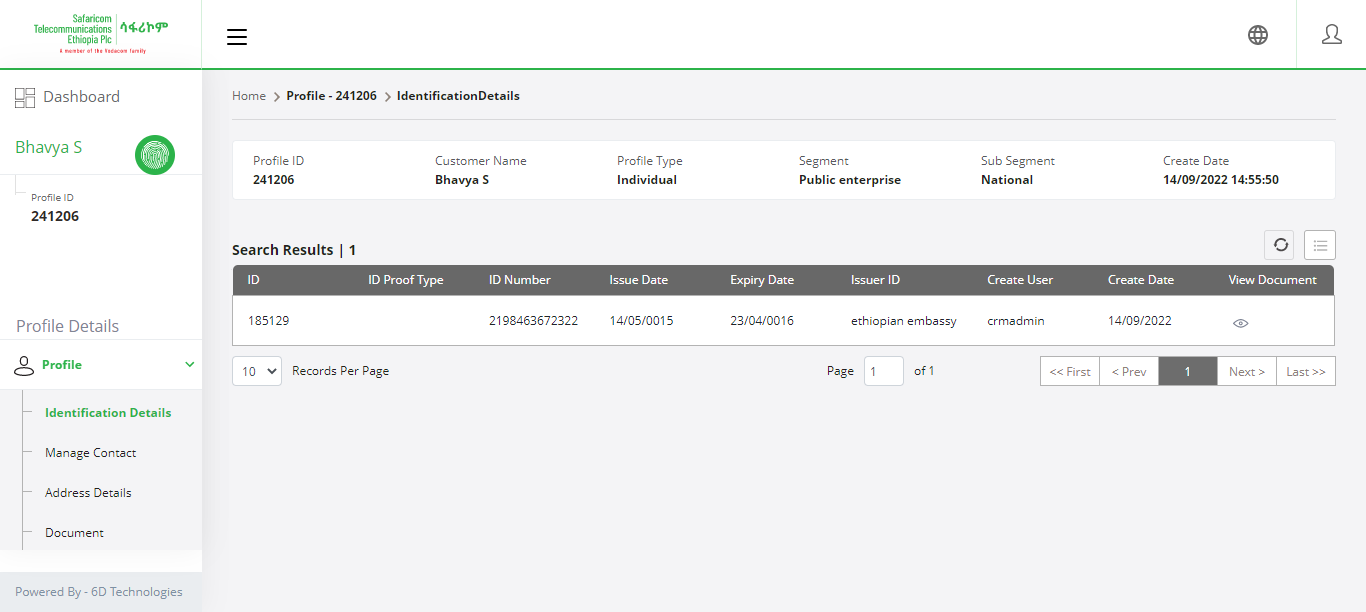 Safaricom
Telecommunications
Ethiopia Plc
ሳፋሪኮም
A member of the Vodacom family
Dashboard
Bhavya S
Profile ID
241206
Profile Details
Profile
Identification Details
Manage Contact
Address Details
Document
Powered By - 6D Technologies
Home > Profile - 241206 > IdentificationDetails
Profile ID Customer Name Profile Type Segment Sub Segment Create Date
241206 Bhavya S Individual Public enterprise National 14/09/2022 14:55:50
Search Results | 1
ID ID Proof Type ID Number Issue Date Expiry Date Issuer ID Create User Create Date View Document
185129 2198463672322 14/05/0015 23/04/0016 ethiopian embassy crmadmin 14/09/2022
10 Records Per Page Page 1 of 1 << First < Prev 1 Next > Last >>